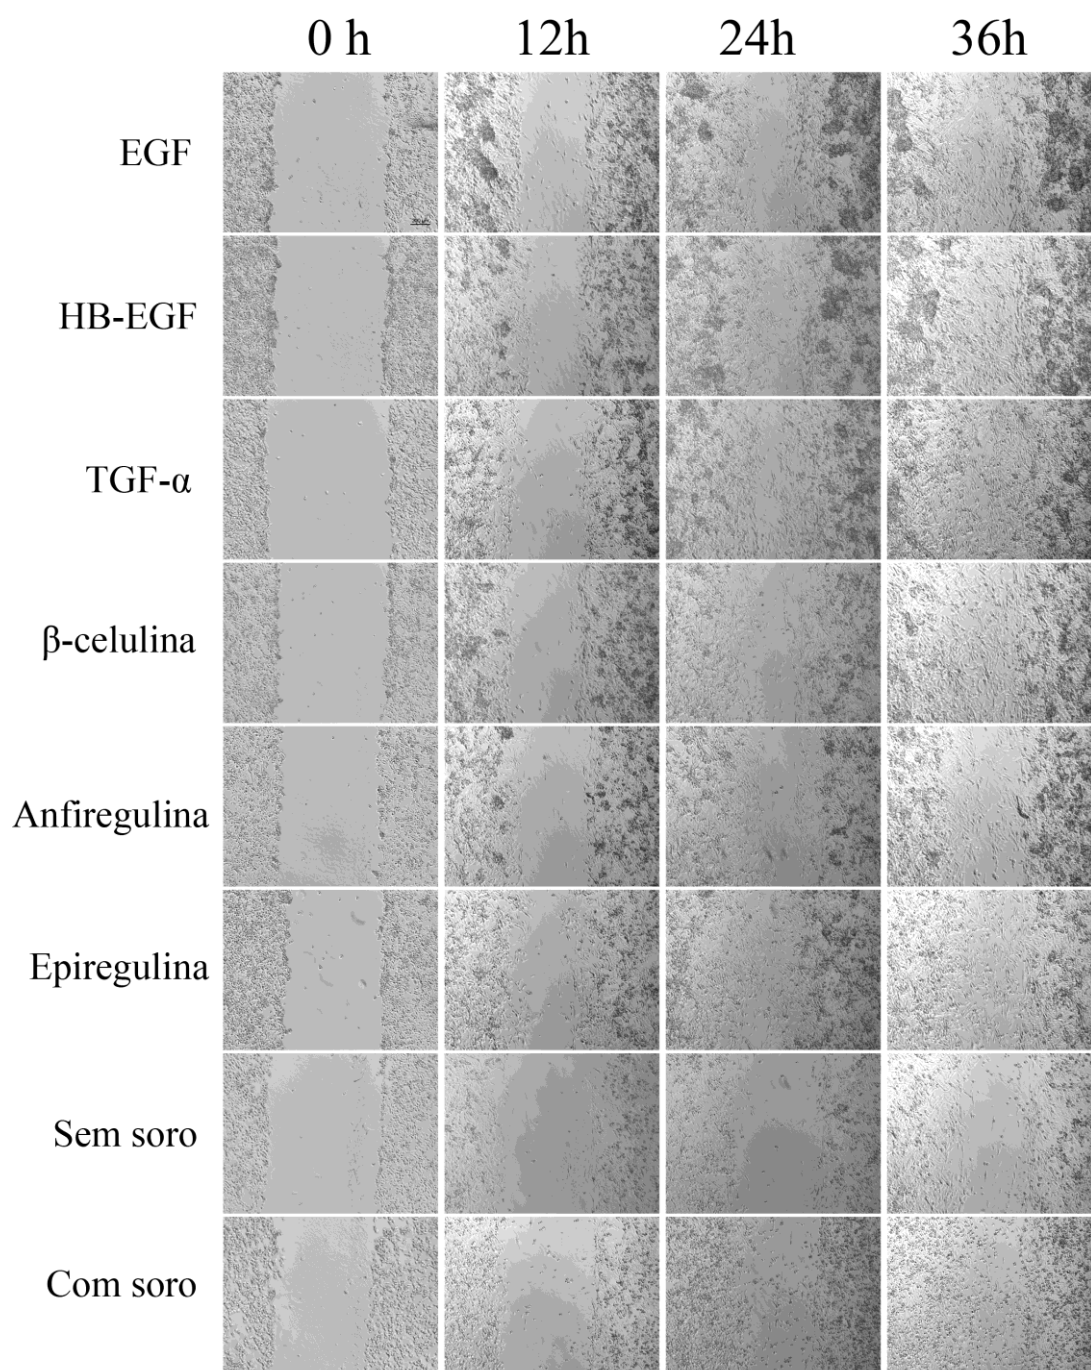 0 h 12h 24h 36h
EGF
HB-EGF
TGF-α
β-celulina
Anfiregulina
Epiregulina
Sem soro
Com soro